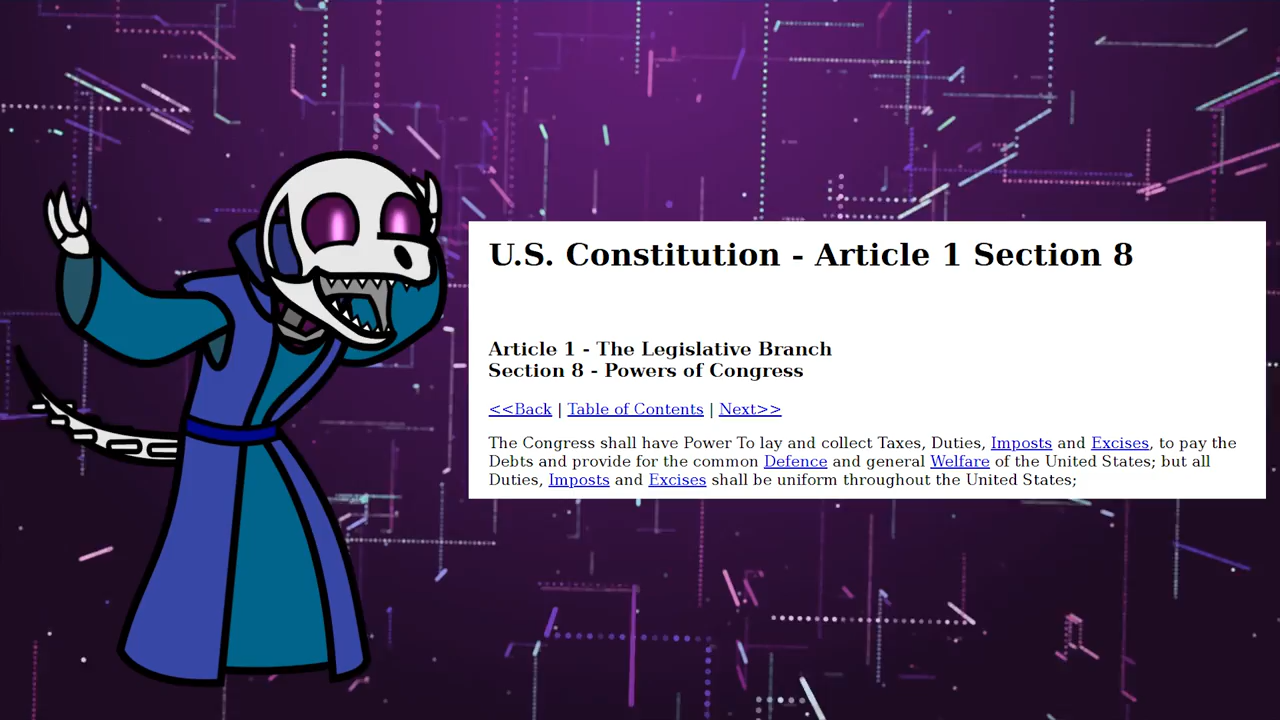 U.S. Constitution - Article 1 Section 8
Article 1 - The Legislative Branch
Section 8 - Powers of Congress
<<Back | Table of Contents | Next>>
The Congress shall have Power To lay and collect Taxes, Duties, Imposts and Excises, to pay the
Debts and provide for the common Defence and general Welfare of the United States; but all
Duties, Imposts and Excises shall be uniform throughout the United States;